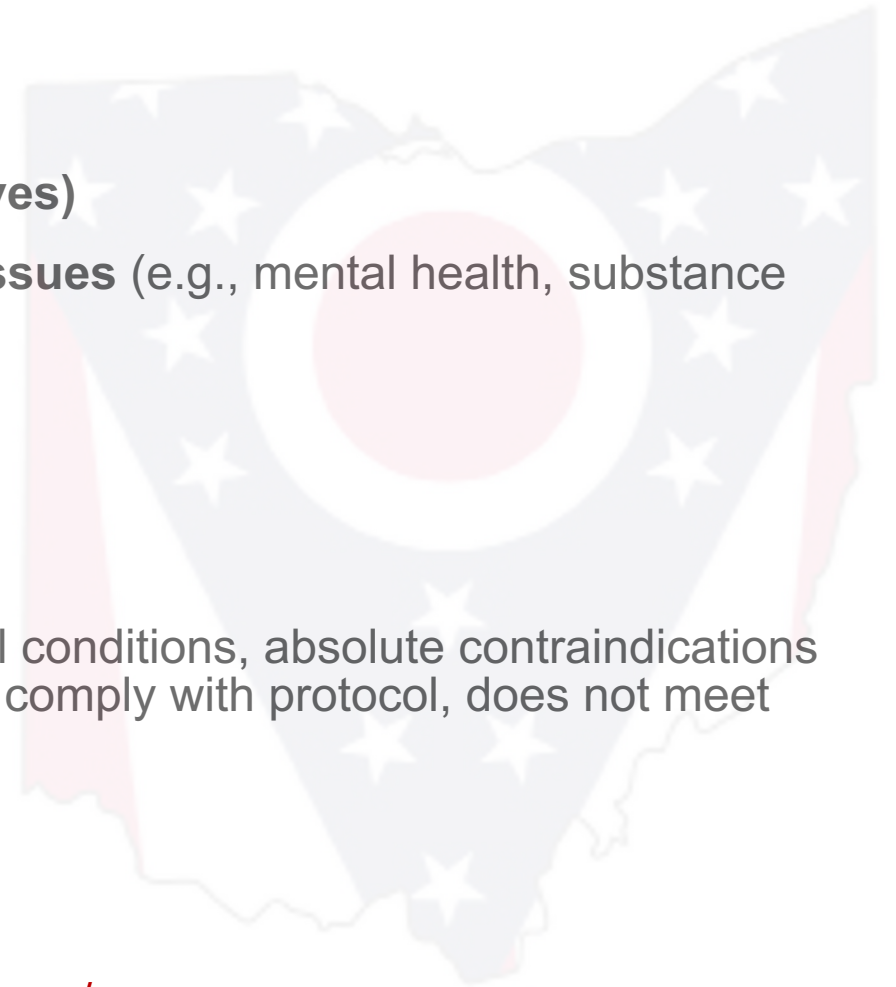 ves)
ssues (e.g., mental health, substance
l conditions, absolute contraindications
comply with protocol, does not meet